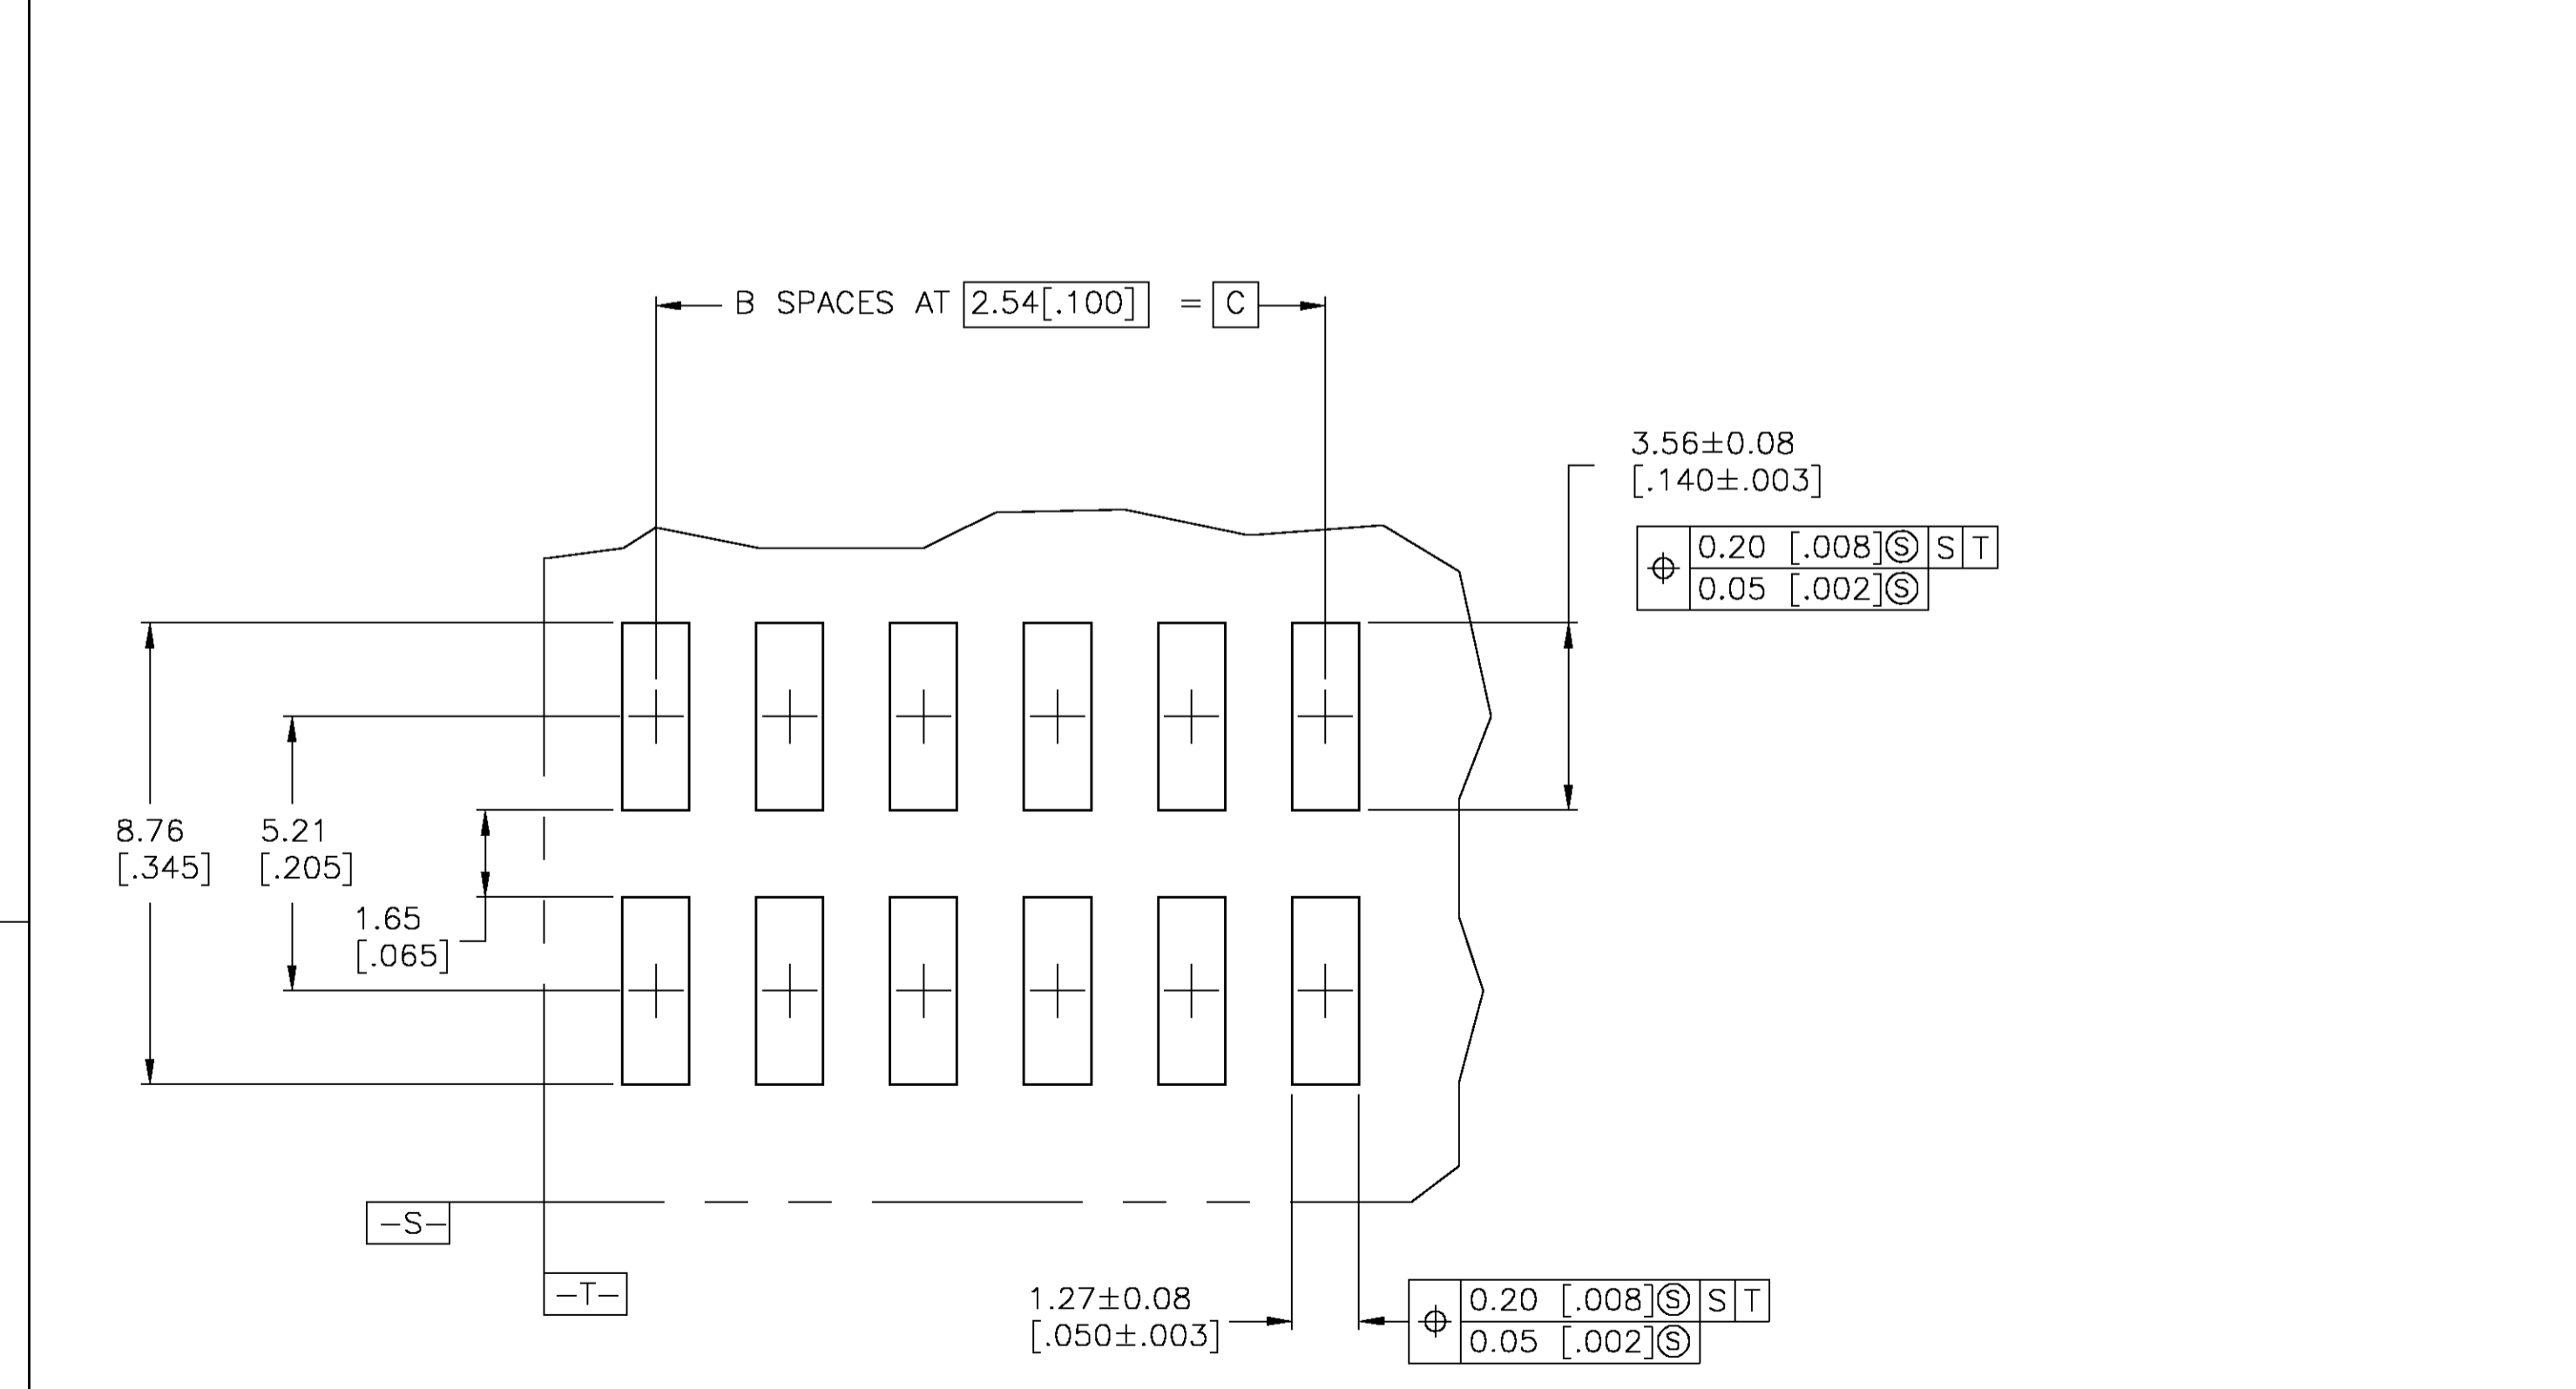 B SPACES AT 2.54[.100] = C
3.56±0.08
[.140±.003]
⌖ 0.20 [.008]Ⓢ S T
0.05 [.002]Ⓢ
8.76
[.345]
5.21
[.205]
1.65
[.065]
-S-
-T-
1.27±0.08
[.050±.003]
⌖ 0.20 [.008]Ⓢ S T
0.05 [.002]Ⓢ